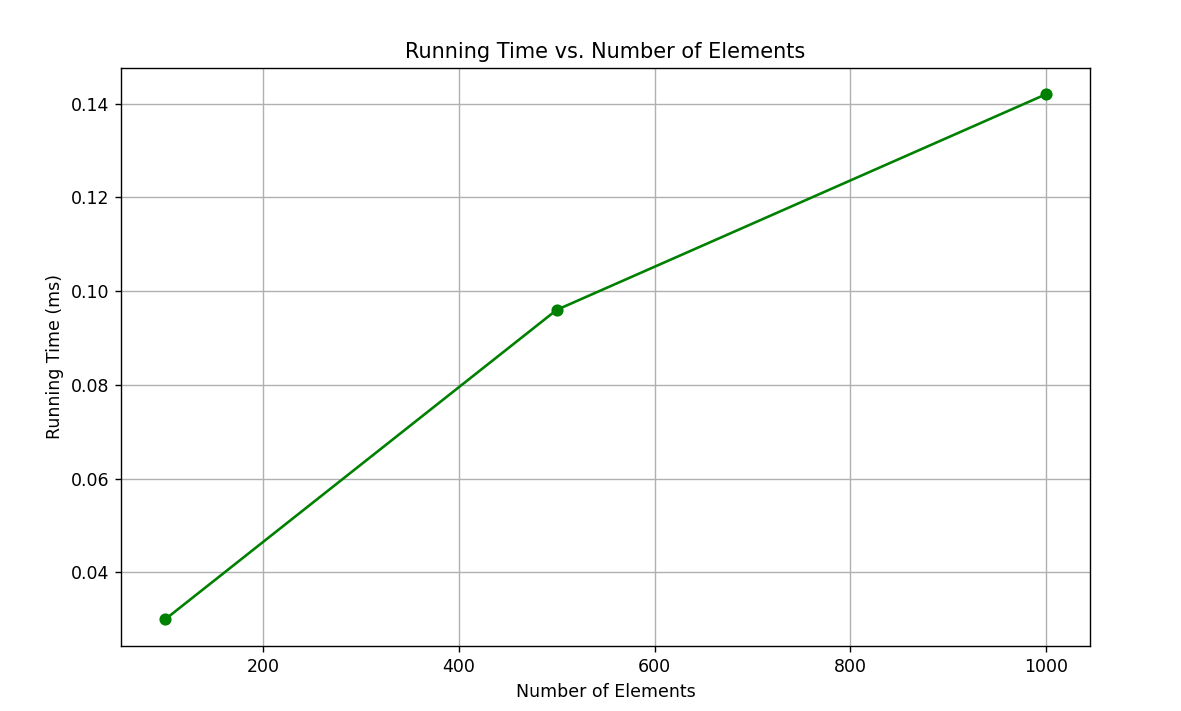 Running Time vs. Number of Elements
Running Time (ms)
0.14
0.12
0.10
0.08
0.06
0.04
200 400 600 800 1000
Number of Elements